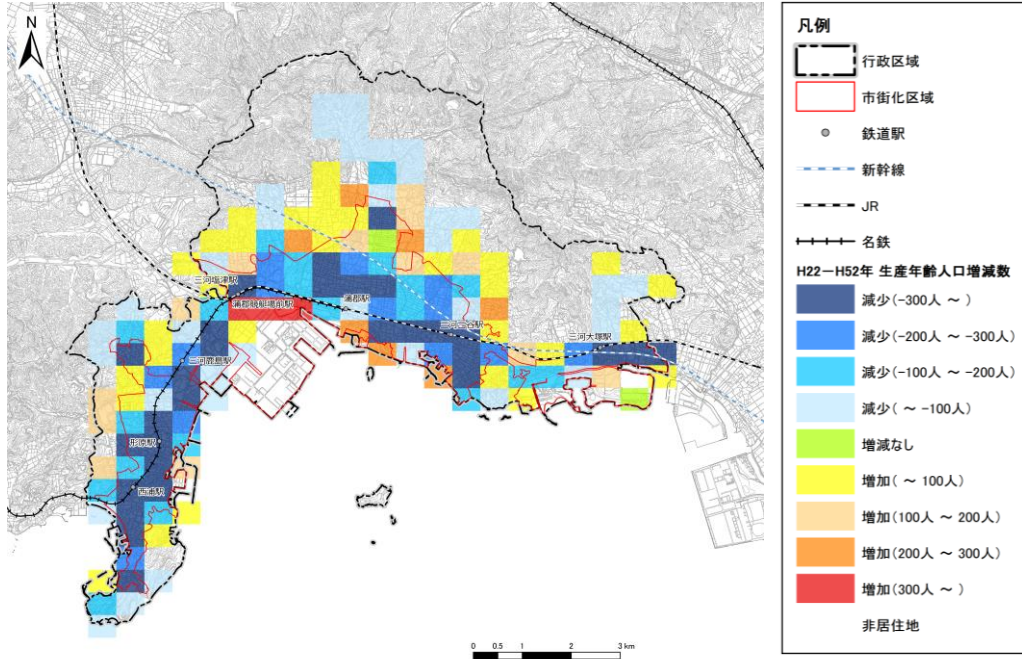 N
三河塩津駅
蒲郡競艇場前駅
蒲郡駅
三河三谷駅
三河大塚駅
三河鹿島駅
形原駅
西浦駅
0 0.5 1 2 3 km
凡例
行政区域
市街化区域
鉄道駅
新幹線
JR
名鉄
H22－H52年 生産年齢人口増減数
減少(-300人 ～ )
減少(-200人 ～ -300人)
減少(-100人 ～ -200人)
減少( ～ -100人)
増減なし
増加( ～ 100人)
増加(100人 ～ 200人)
増加(200人 ～ 300人)
増加(300人 ～ )
非居住地